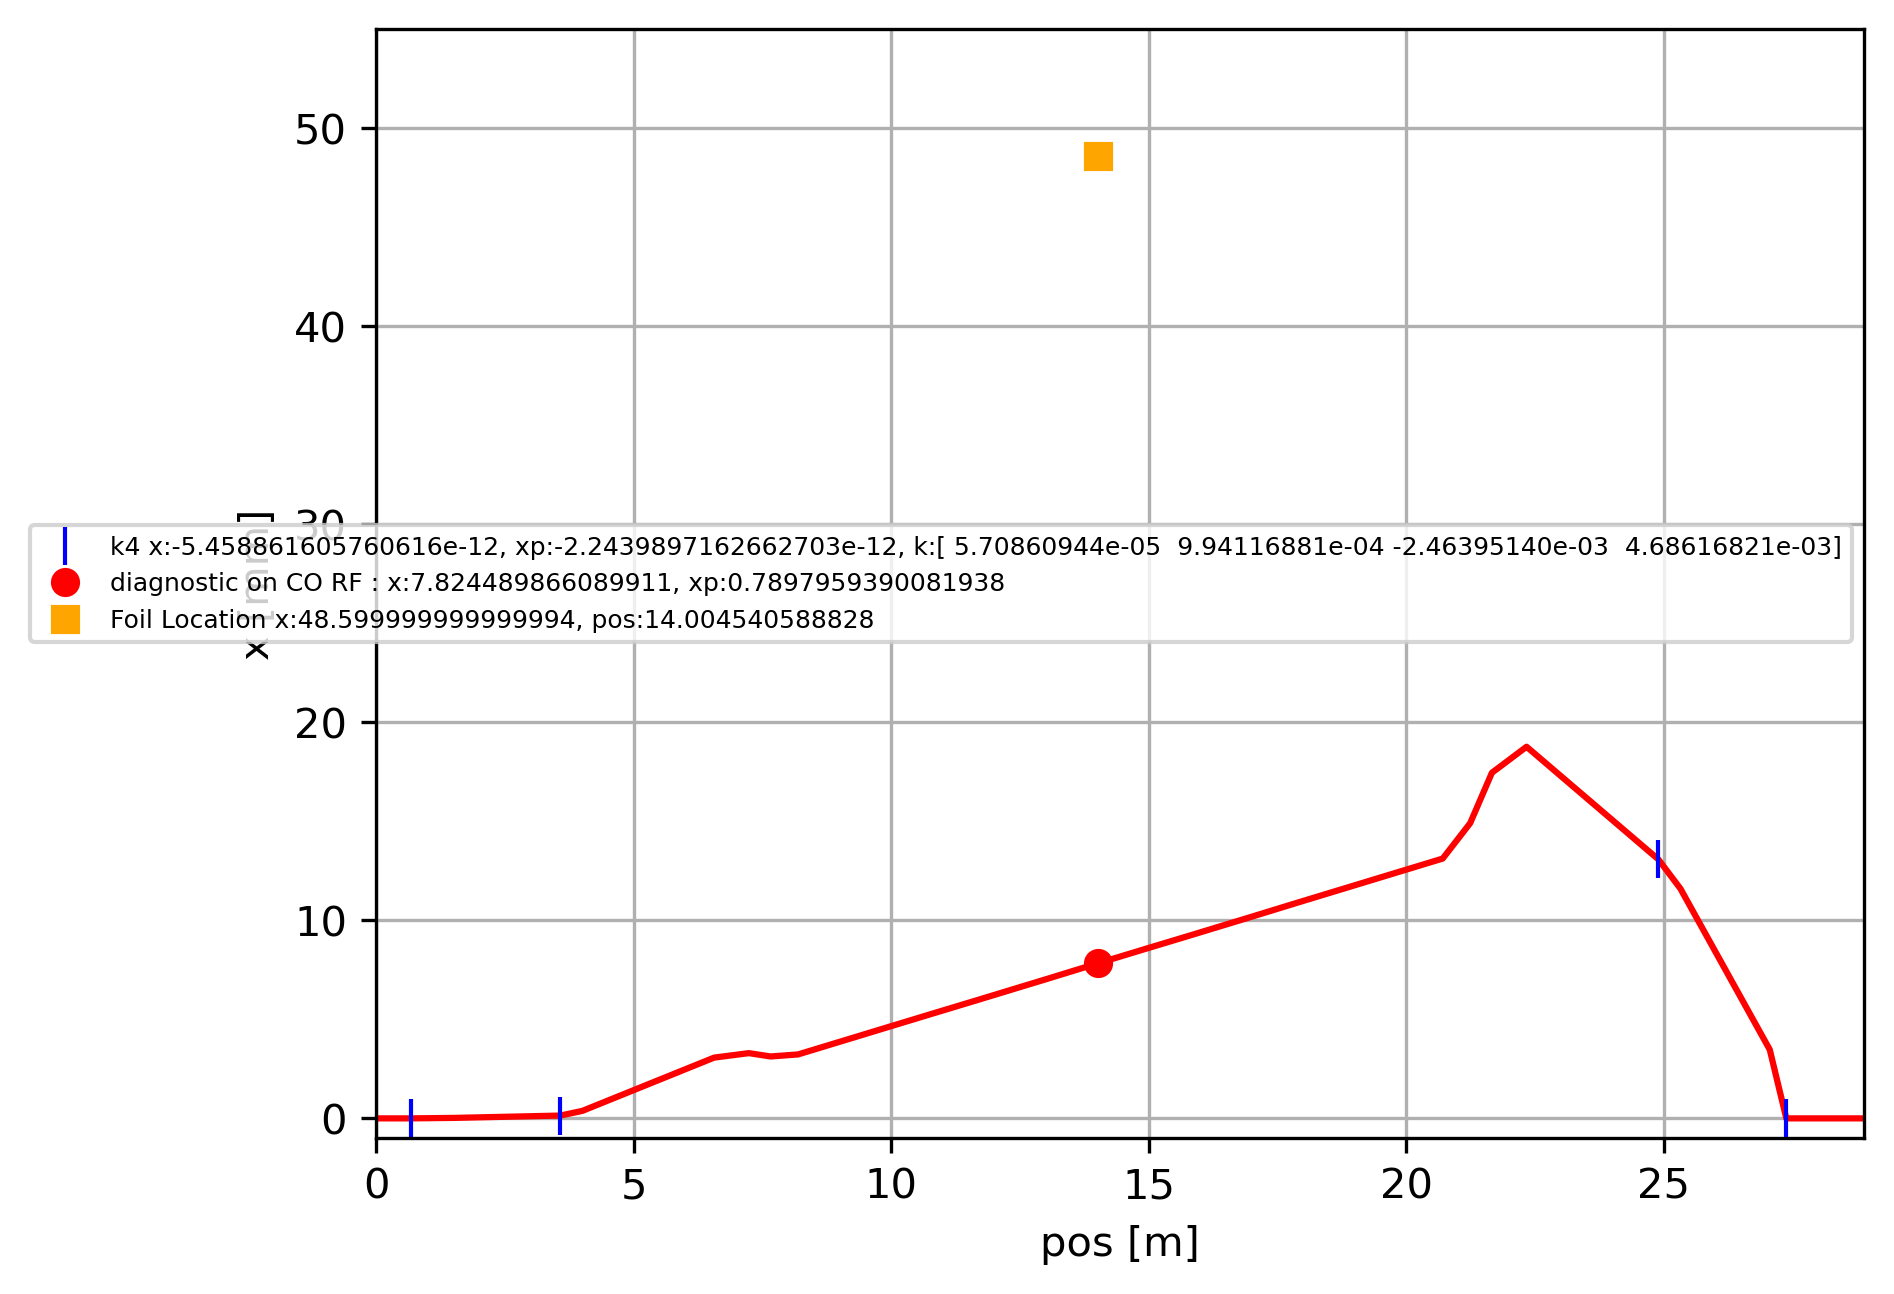 50
40
30
x [mm]
k4 x:-5.458861605760616e-12, xp:-2.2439897162662703e-12, k:[ 5.70860944e-05  9.94116881e-04 -2.46395140e-03  4.68616821e-03]
diagnostic on CO RF : x:7.824489866089911, xp:0.7897959390081938
Foil Location x:48.599999999999994, pos:14.004540588828
20
10
0
0 5 10 15 20 25
pos [m]